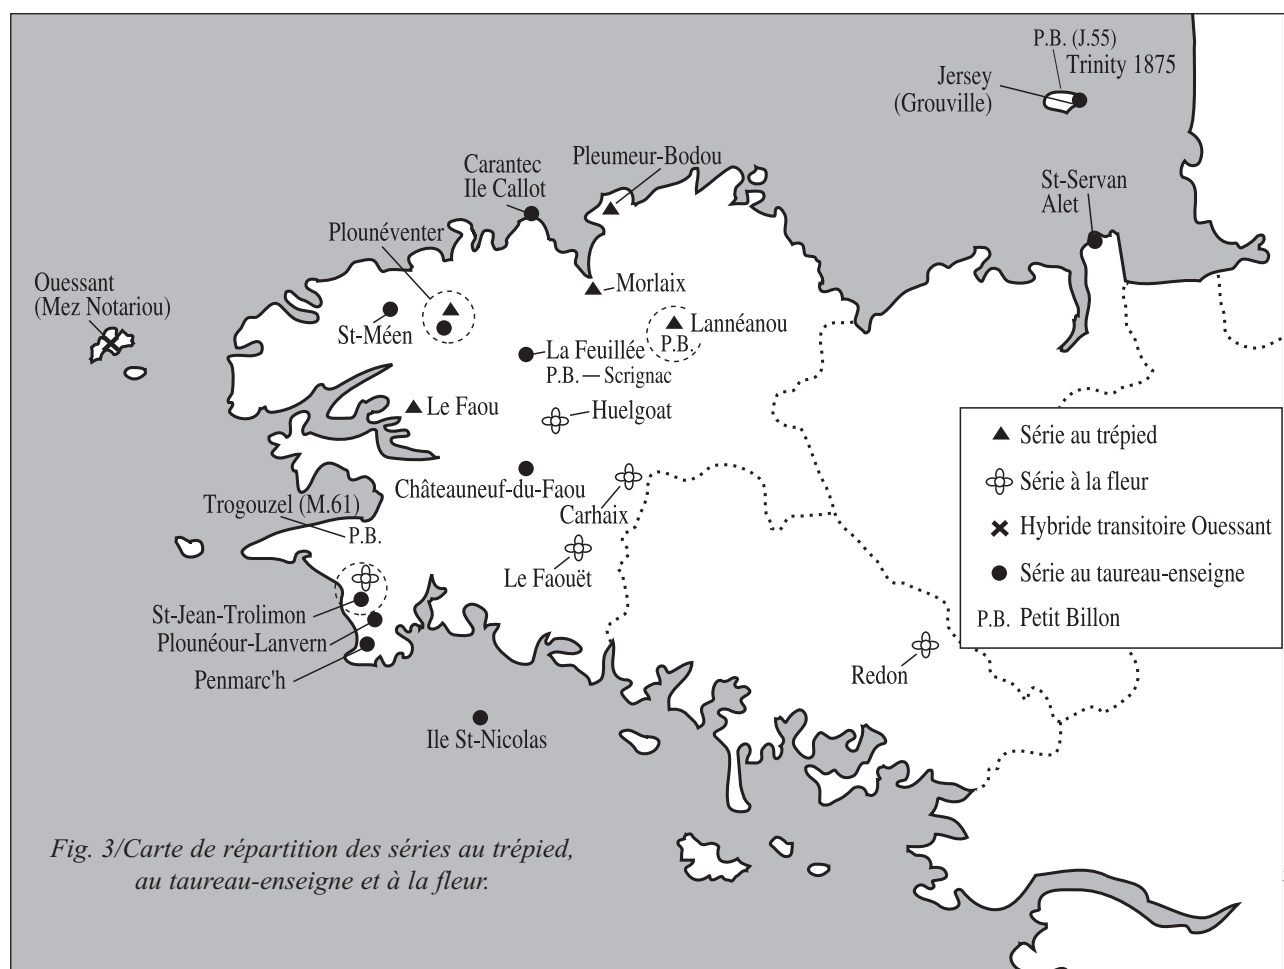 P.B. (J.55)
Trinity 1875
Jersey
(Grouville)
Pleumeur-Bodou
Carantec
Ile Callot
St-Servan
Alet
Plounéventer
Ouessant
(Mez Notariou)
Morlaix
St-Méen
Lannéanou
P.B.
La Feuillée
P.B. — Scrignac
Le Faou
Huelgoat
Châteauneuf-du-Faou
Trogouzel (M.61)
P.B.
Carhaix
Le Faouët
St-Jean-Trolimon
Plounéour-Lanvern
Penmarc'h
Redon
Ile St-Nicolas
Série au trépied
Série à la fleur
Hybride transitoire Ouessant
Série au taureau-enseigne
P.B. Petit Billon
Fig. 3/Carte de répartition des séries au trépied,
au taureau-enseigne et à la fleur.